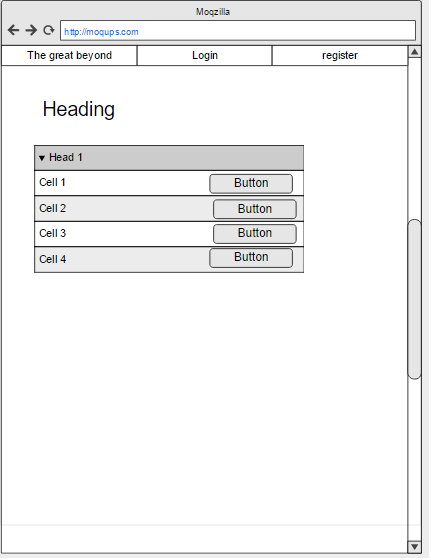 Moqzilla
http://moqups.com
The great beyond Login register
Heading
▼ Head 1
Cell 1 Button
Cell 2 Button
Cell 3 Button
Cell 4 Button